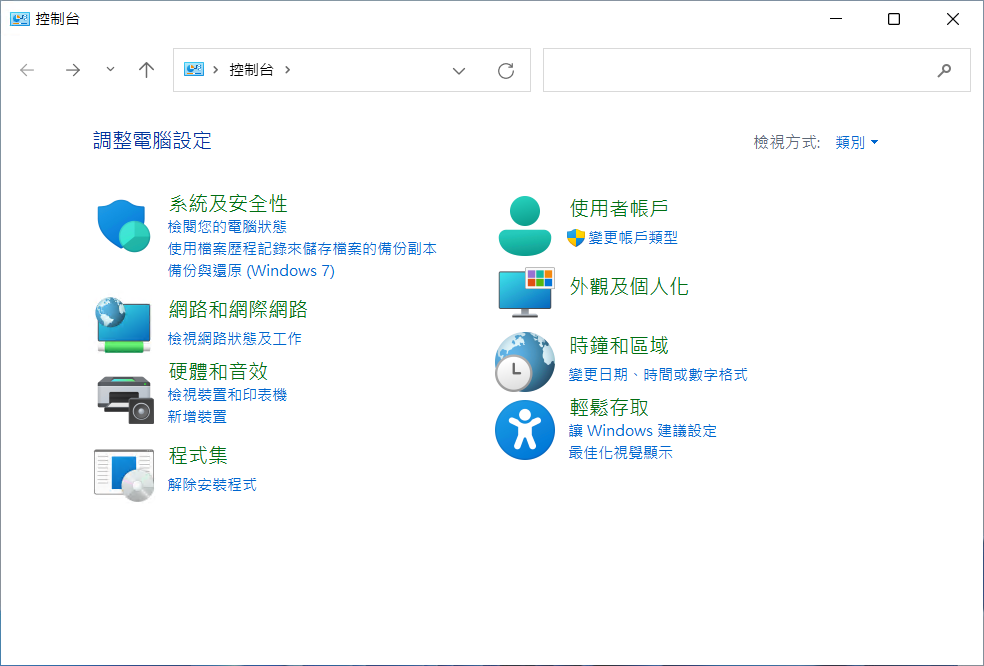 控制台
控制台
調整電腦設定
檢視方式: 類別
系統及安全性
檢閱您的電腦狀態
使用檔案歷程記錄來儲存檔案的備份副本
備份與還原 (Windows 7)
網路和網際網路
檢視網路狀態及工作
硬體和音效
檢視裝置和印表機
新增裝置
程式集
解除安裝程式
使用者帳戶
變更帳戶類型
外觀及個人化
時鐘和區域
變更日期、時間或數字格式
輕鬆存取
讓 Windows 建議設定
最佳化視覺顯示